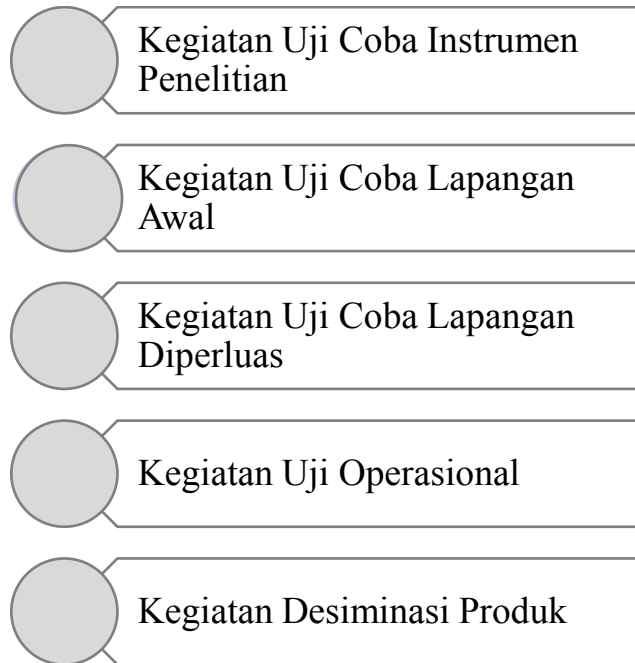 Kegiatan Uji Coba Instrumen
Penelitian
Kegiatan Uji Coba Lapangan
Awal
Kegiatan Uji Coba Lapangan
Diperluas
Kegiatan Uji Operasional
Kegiatan Desiminasi Produk